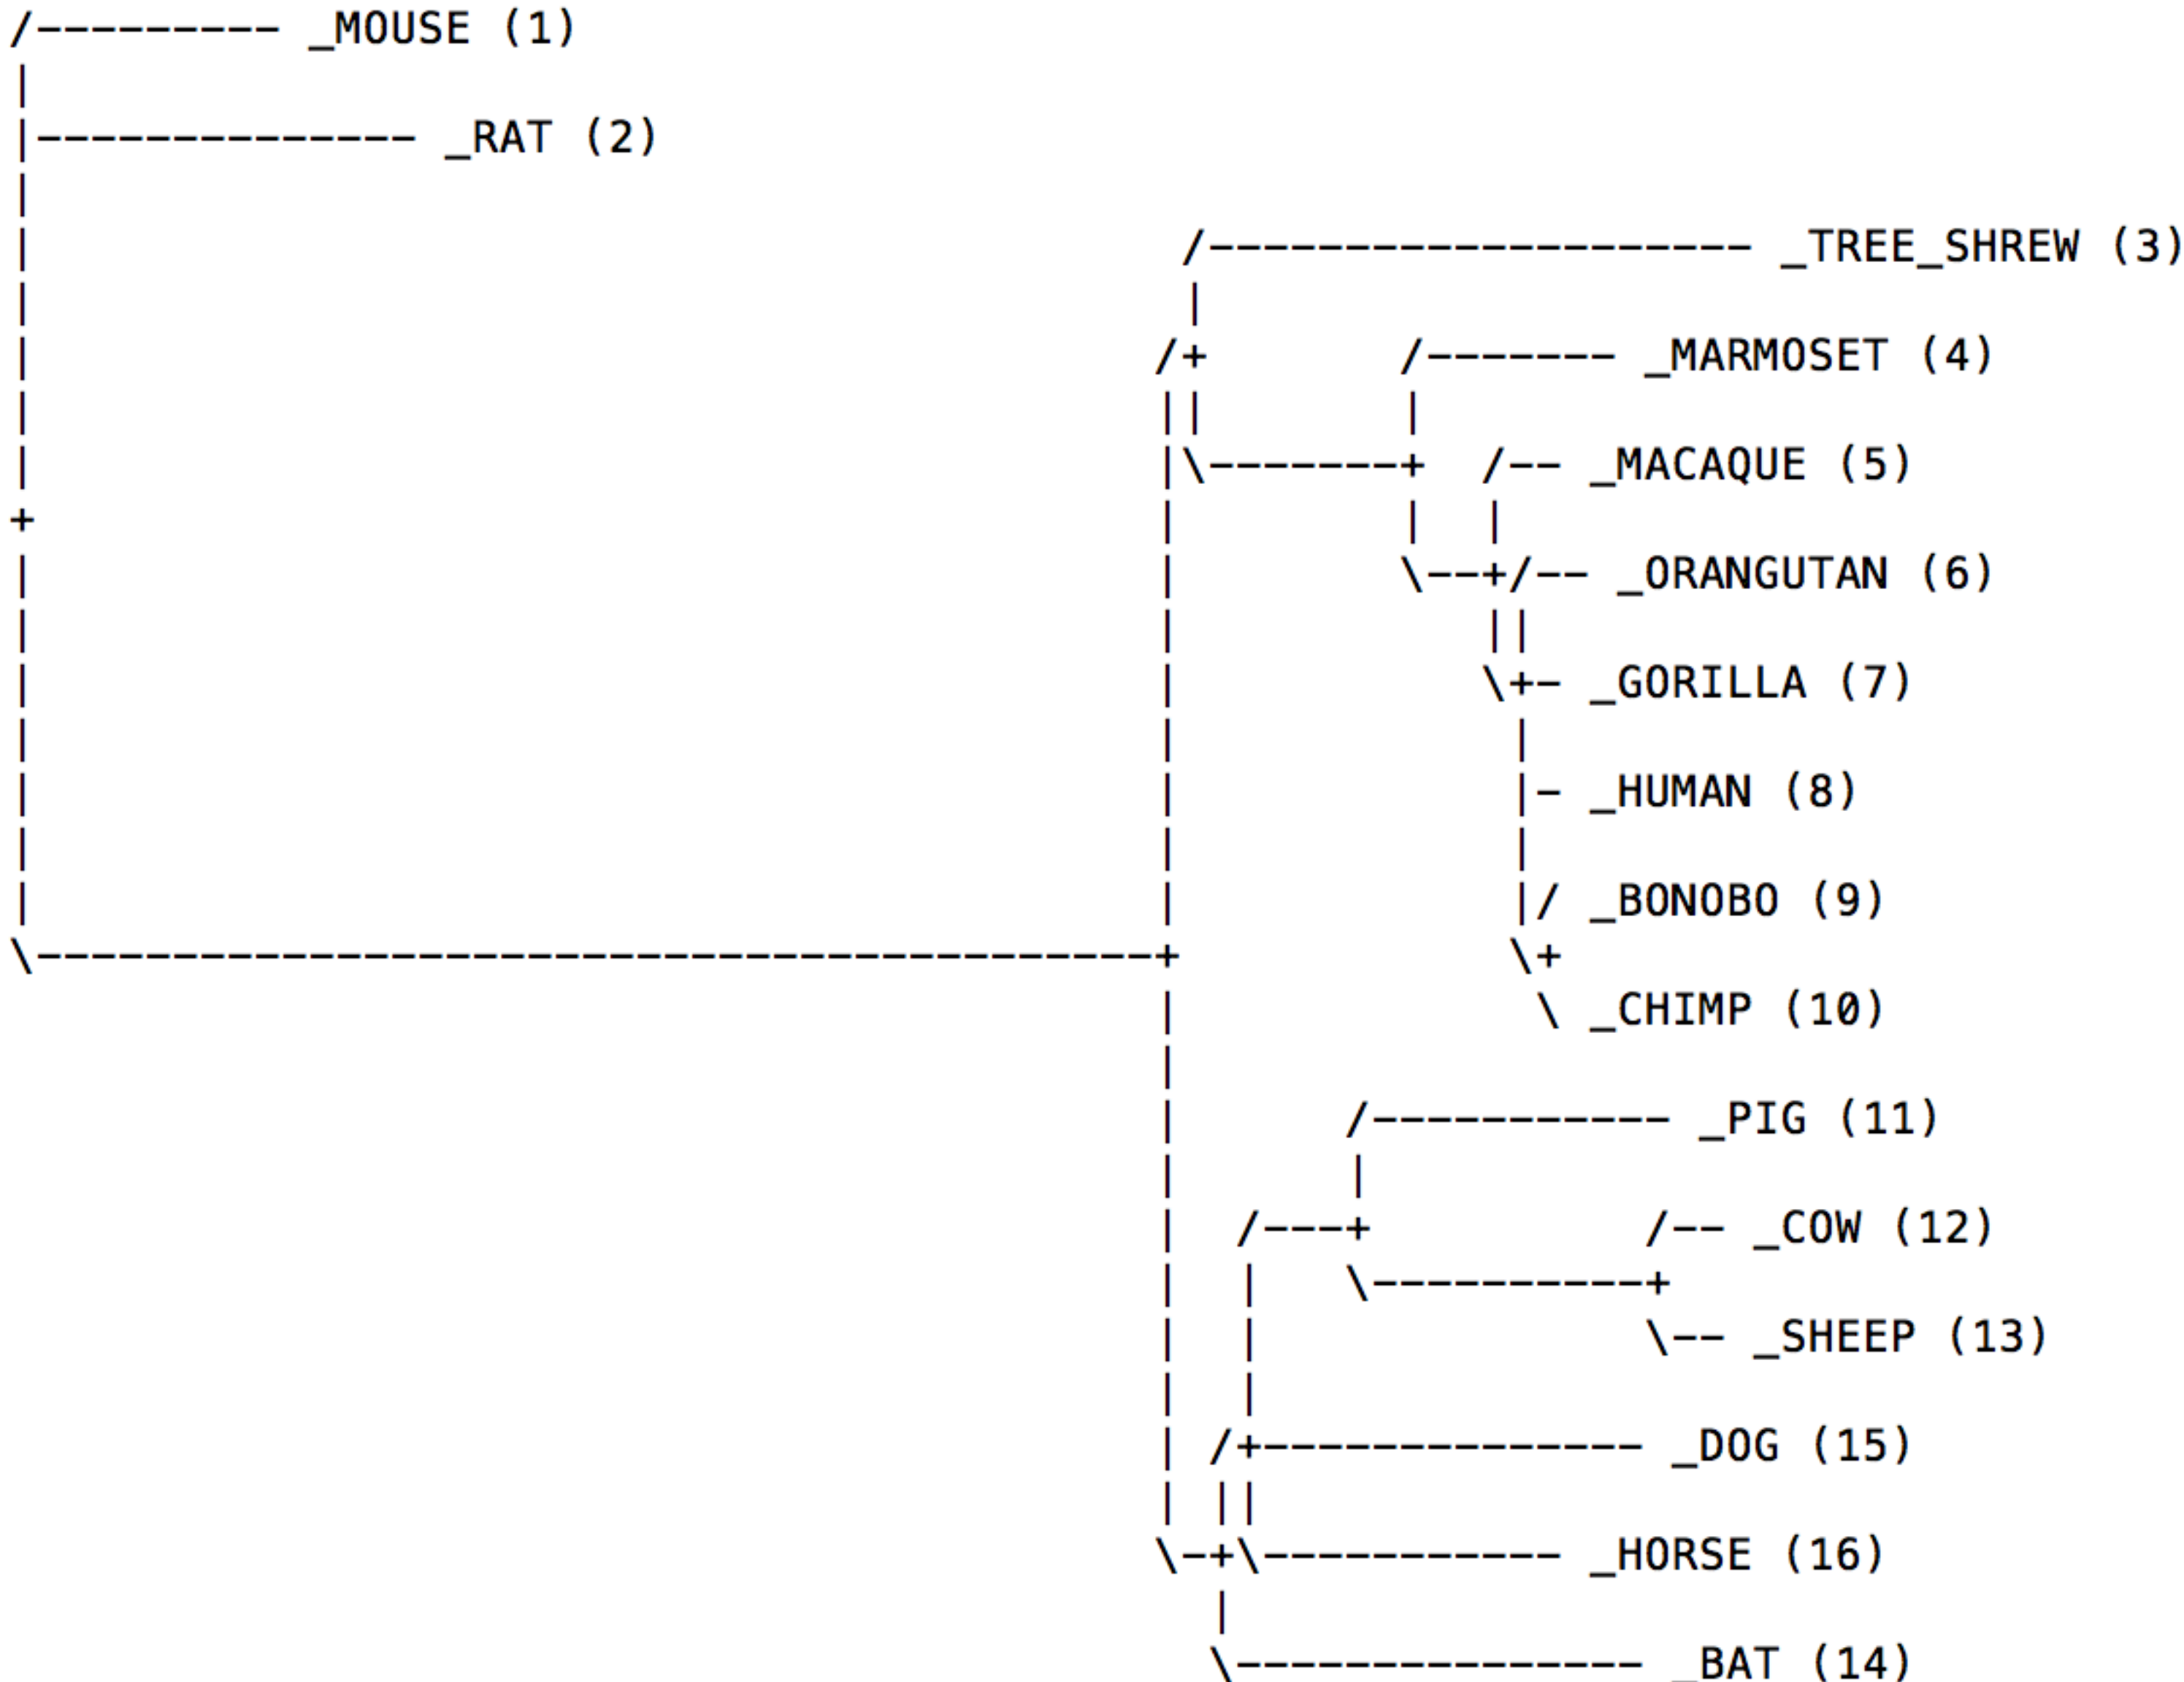 /--------- _MOUSE (1)
|
|-------------- _RAT (2)
|
|                                          /-------------------- _TREE_SHREW (3)
|                                          |
|                                         /+       /------- _MARMOSET (4)
|                                         ||       |
|                                         |\-------+  /-- _MACAQUE (5)
+                                         |        |  |
|                                         |        \--+/-- _ORANGUTAN (6)
|                                         |           ||
|                                         |           \+- _GORILLA (7)
|                                         |            |
|                                         |            |- _HUMAN (8)
|                                         |            |
|                                         |            |/ _BONOBO (9)
\-----------------------------------------+            \+
                                          |             \ _CHIMP (10)
                                          |
                                          |      /----------- _PIG (11)
                                          |      |
                                          |  /---+          /-- _COW (12)
                                          |  |   \----------+
                                          |  |              \-- _SHEEP (13)
                                          |  |
                                          | /+-------------- _DOG (15)
                                          | ||
                                          \-+\----------- _HORSE (16)
                                            |
                                            \--------------- _BAT (14)